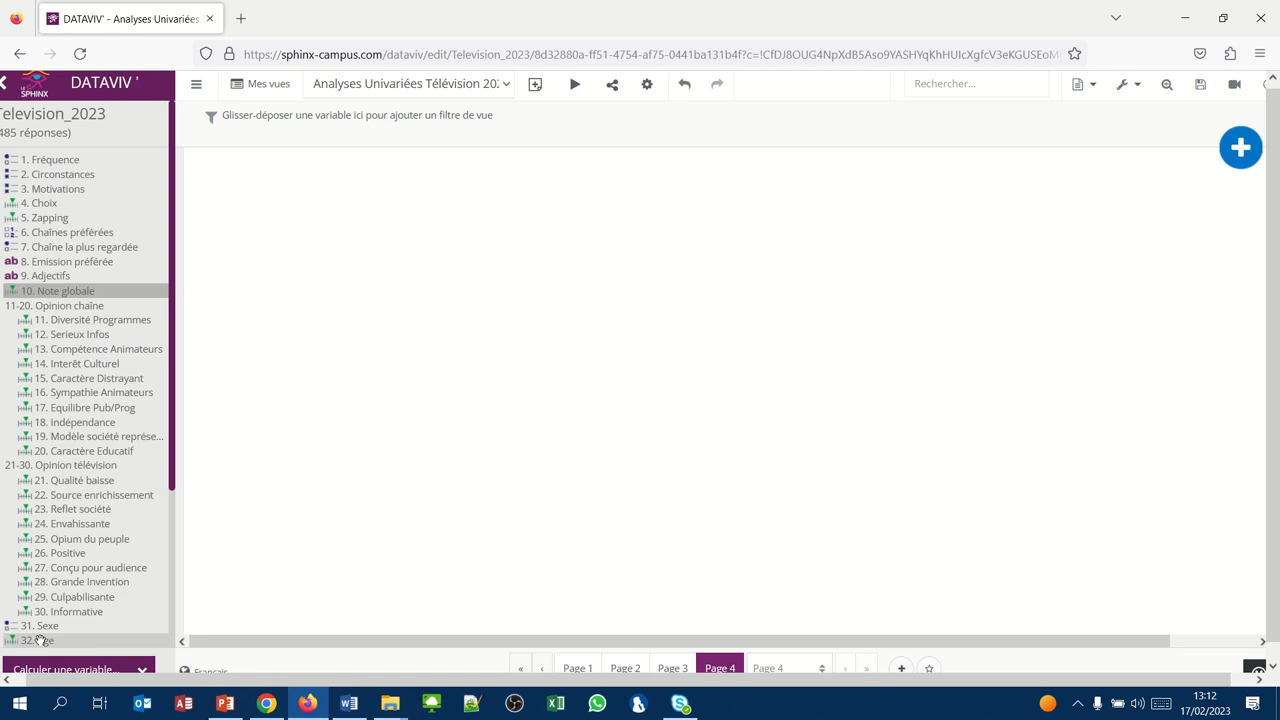 DATAVIV' - Analyses Univariées
https://sphinx-campus.com/dataviv/edit/Television_2023/8d32880a-ff51-4754-af75-0441ba131b4f?c=!CfDJ8OUG4NpXdB5Aso9YASHYqKhHUIcXgfcV3eKGUSEoM
LE SPHINX
DATAVIV '
Mes vues
Analyses Univariées Télévision 202
Rechercher...
Television_2023
485 réponses)
Glisser-déposer une variable ici pour ajouter un filtre de vue
1. Fréquence
2. Circonstances
3. Motivations
4. Choix
5. Zapping
6. Chaînes préférées
7. Chaîne la plus regardée
ab 8. Emission préférée
ab 9. Adjectifs
10. Note globale
11-20. Opinion chaîne
11. Diversité Programmes
12. Serieux Infos
13. Compétence Animateurs
14. Interêt Culturel
15. Caractère Distrayant
16. Sympathie Animateurs
17. Equilibre Pub/Prog
18. Indépendance
19. Modèle société représe...
20. Caractère Educatif
21-30. Opinion télévision
21. Qualité baisse
22. Source enrichissement
23. Reflet société
24. Envahissante
25. Opium du peuple
26. Positive
27. Conçu pour audience
28. Grande Invention
29. Culpabilisante
30. Informative
31. Sexe
32.
Calculer une variable
Français
« ‹ Page 1 Page 2 Page 3 Page 4 Page 4 › »
13:12
17/02/2023